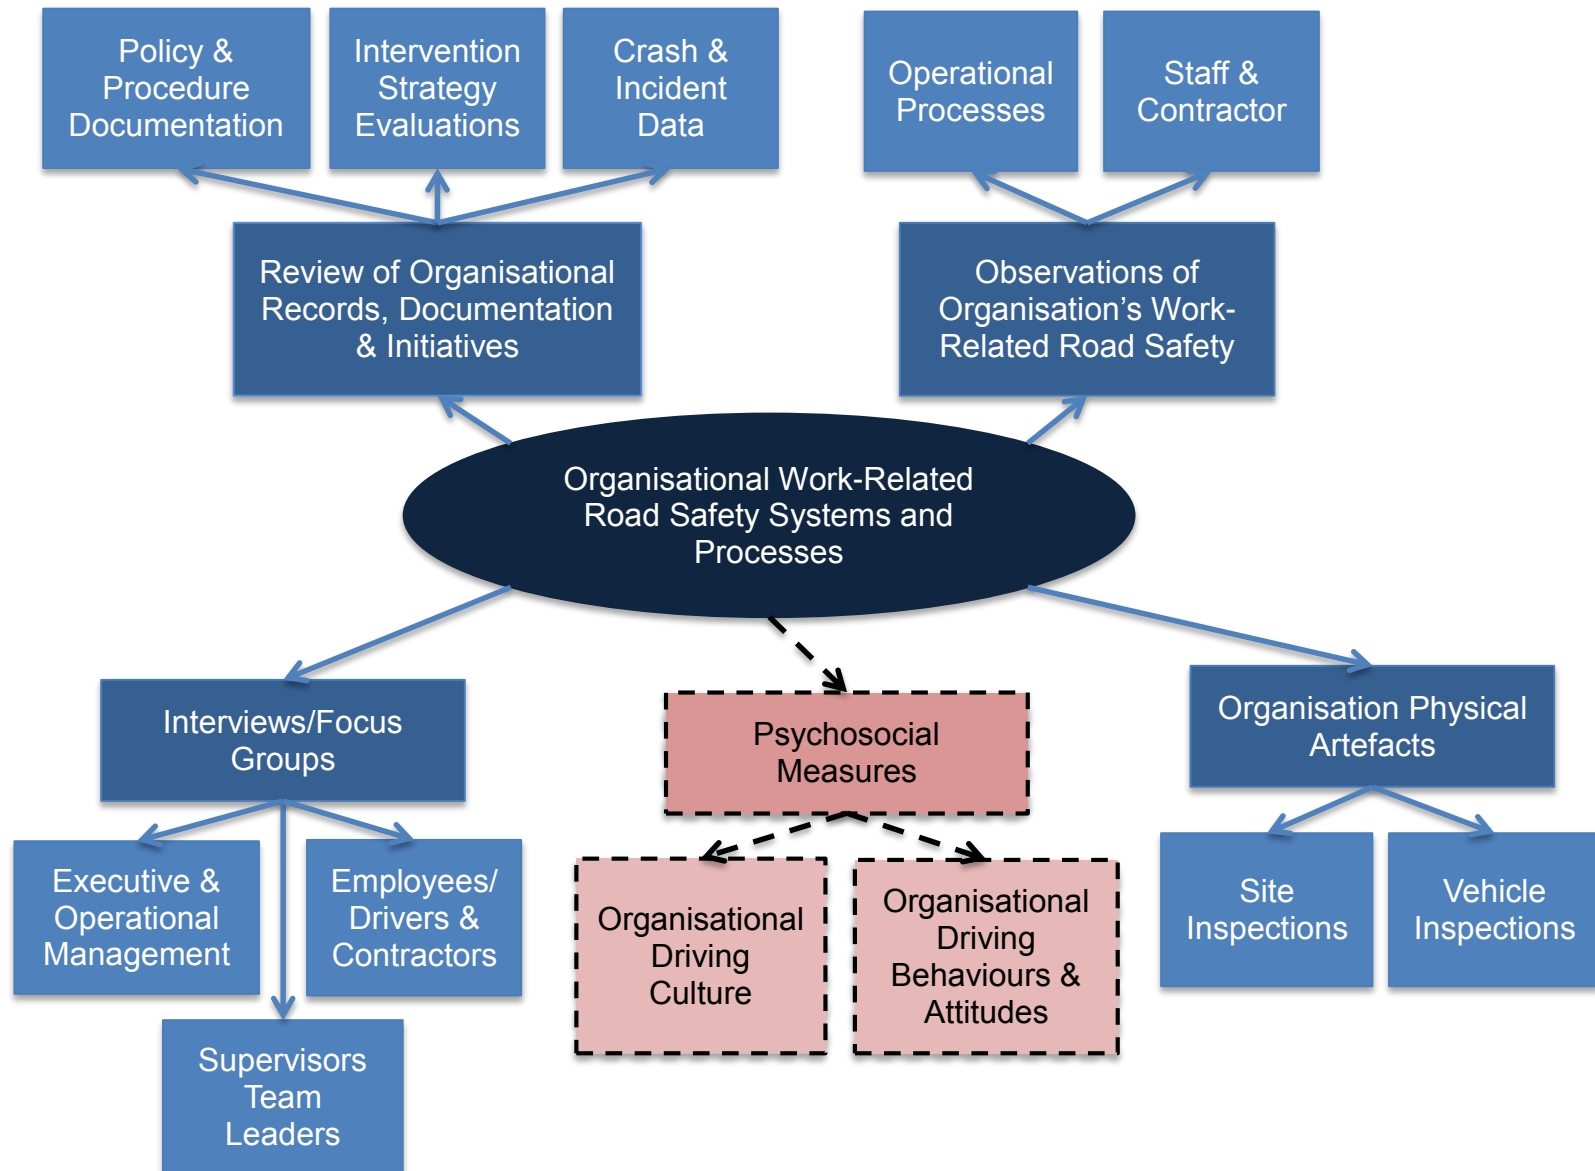 Policy &
Procedure
Documentation
Intervention
Strategy
Evaluations
Crash &
Incident
Data
Operational
Processes
Staff &
Contractor
Review of Organisational
Records, Documentation
& Initiatives
Observations of
Organisation’s Work-
Related Road Safety
Organisational Work-Related
Road Safety Systems and
Processes
Interviews/Focus
Groups
Psychosocial
Measures
Organisation Physical
Artefacts
Executive &
Operational
Management
Employees/
Drivers &
Contractors
Supervisors
Team
Leaders
Organisational
Driving
Culture
Organisational
Driving
Behaviours &
Attitudes
Site
Inspections
Vehicle
Inspections